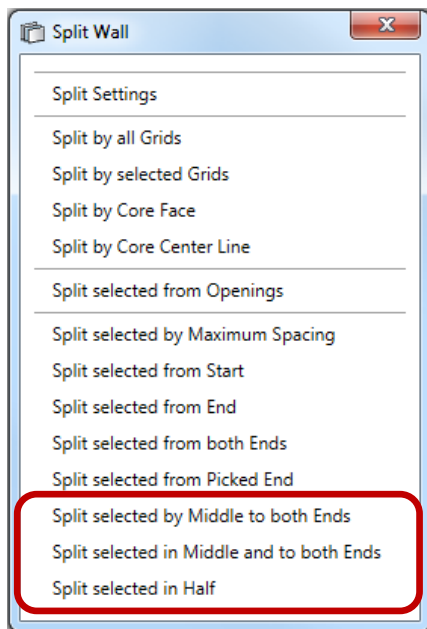 Split Wall
Split Settings
Split by all Grids
Split by selected Grids
Split by Core Face
Split by Core Center Line
Split selected from Openings
Split selected by Maximum Spacing
Split selected from Start
Split selected from End
Split selected from both Ends
Split selected from Picked End
Split selected by Middle to both Ends
Split selected in Middle and to both Ends
Split selected in Half